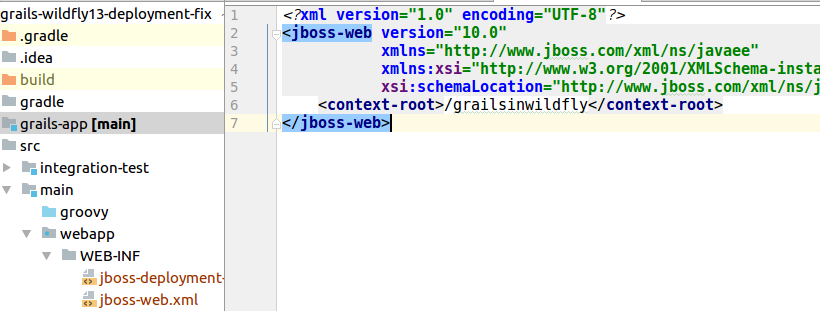 grails-wildfly13-deployment-fix
.gradle
.idea
build
gradle
grails-app [main]
src
integration-test
main
groovy
webapp
WEB-INF
jboss-deployment-
jboss-web.xml
1 <?xml version="1.0" encoding="UTF-8"?>
2 <jboss-web version="10.0"
3 xmlns="http://www.jboss.com/xml/ns/javaee"
4 xmlns:xsi="http://www.w3.org/2001/XMLSchema-insta
5 xsi:schemaLocation="http://www.jboss.com/xml/ns/j
6 <context-root>/grailsinwildfly</context-root>
7 </jboss-web>